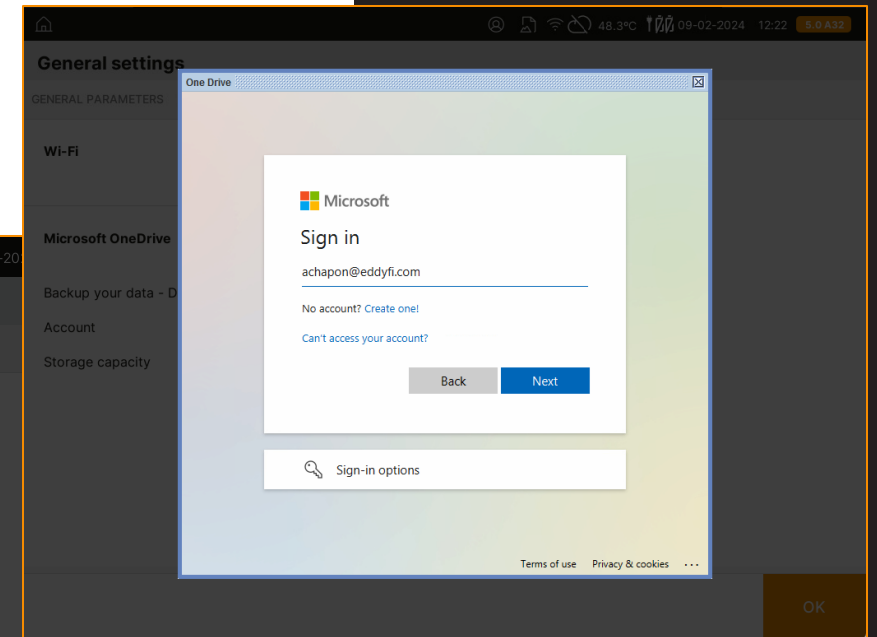 48.3°C 09-02-2024 12:22 5.0 A32
General settings
One Drive
GENERAL PARAMETERS
Wi-Fi
Microsoft
Sign in
Microsoft OneDrive
-202
achapon@eddyfi.com
Backup your data - D
No account? Create one!
Account
Can't access your account?
Storage capacity
Back Next
Sign-in options
Terms of use Privacy & cookies ...
OK